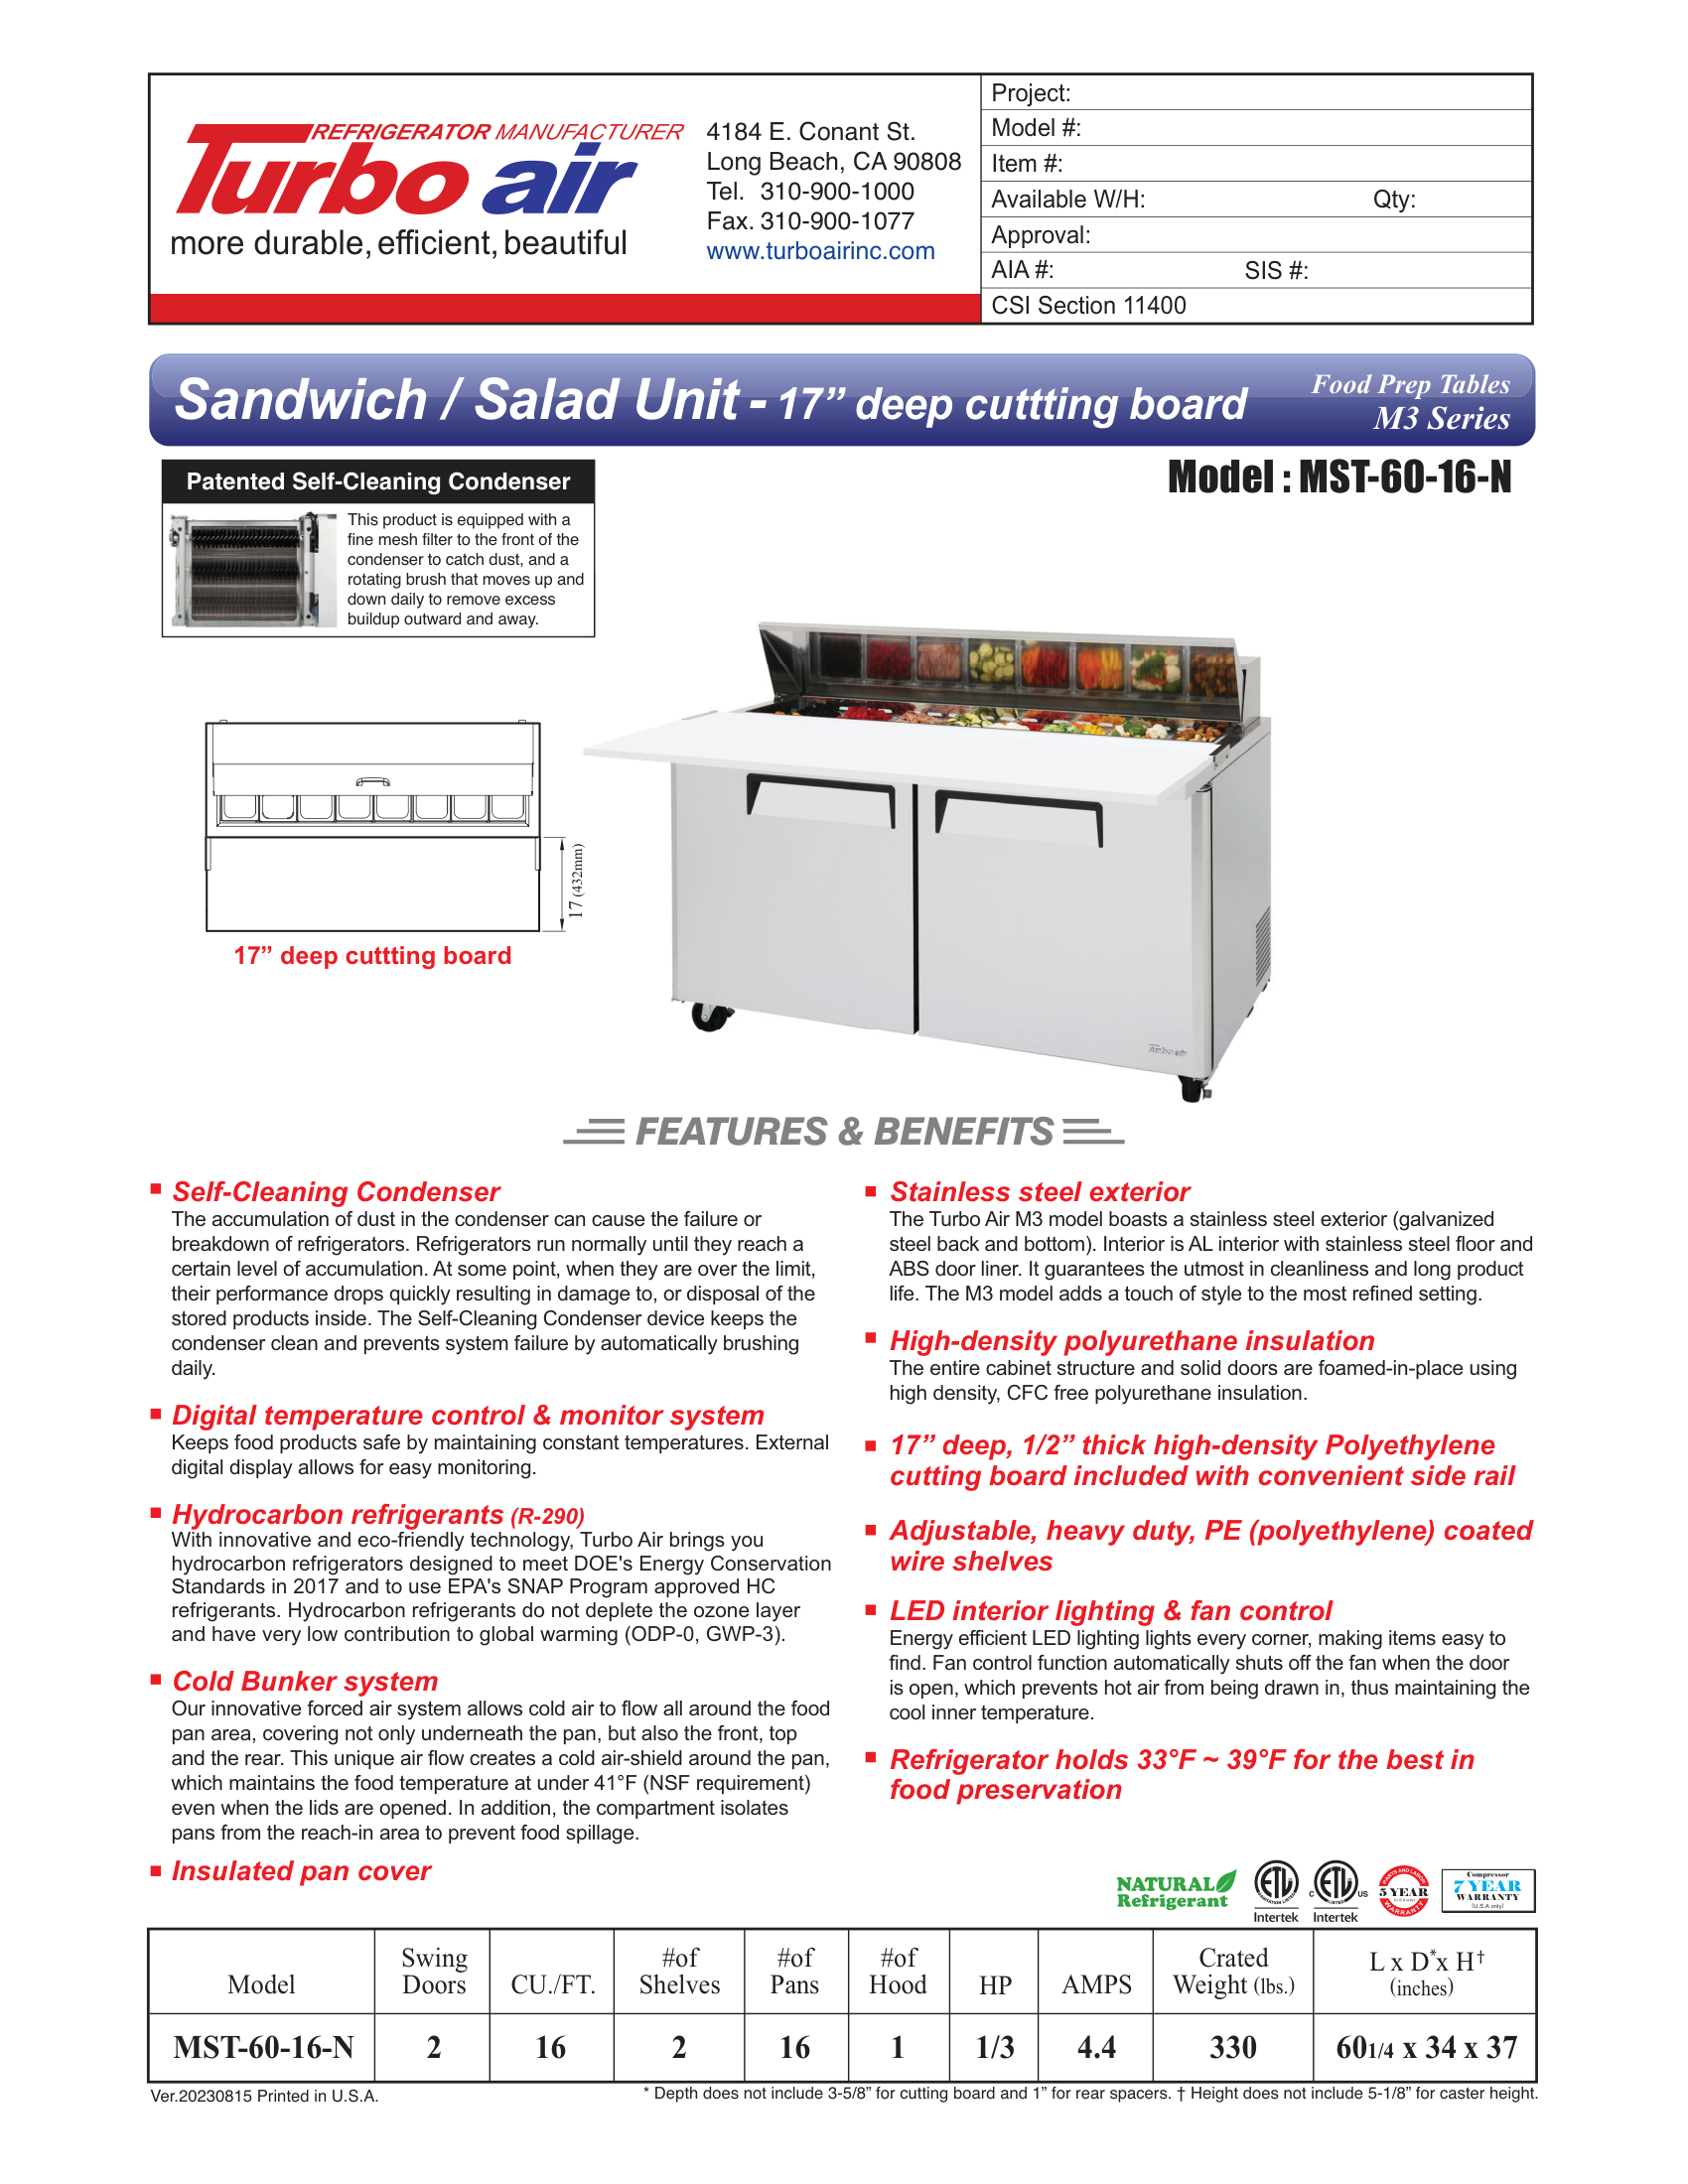 REFRIGERATOR MANUFACTURER
Turbo air
more durable, efficient, beautiful
4184 E. Conant St.
Long Beach, CA 90808
Tel. 310-900-1000
Fax. 310-900-1077
www.turboairinc.com
Project:
Model #:
Item #:
Available W/H: Qty:
Approval:
AIA #: SIS #:
CSI Section 11400
Sandwich / Salad Unit - 17” deep cuttting board
Food Prep Tables
M3 Series
Patented Self-Cleaning Condenser
This product is equipped with a
fine mesh filter to the front of the
condenser to catch dust, and a
rotating brush that moves up and
down daily to remove excess
buildup outward and away.
Model : MST-60-16-N
17 (432mm)
17” deep cuttting board
Turbo air
FEATURES & BENEFITS
Self-Cleaning Condenser
The accumulation of dust in the condenser can cause the failure or
breakdown of refrigerators. Refrigerators run normally until they reach a
certain level of accumulation. At some point, when they are over the limit,
their performance drops quickly resulting in damage to, or disposal of the
stored products inside. The Self-Cleaning Condenser device keeps the
condenser clean and prevents system failure by automatically brushing
daily.
Digital temperature control & monitor system
Keeps food products safe by maintaining constant temperatures. External
digital display allows for easy monitoring.
Hydrocarbon refrigerants (R-290)
With innovative and eco-friendly technology, Turbo Air brings you
hydrocarbon refrigerators designed to meet DOE's Energy Conservation
Standards in 2017 and to use EPA's SNAP Program approved HC
refrigerants. Hydrocarbon refrigerants do not deplete the ozone layer
and have very low contribution to global warming (ODP-0, GWP-3).
Cold Bunker system
Our innovative forced air system allows cold air to flow all around the food
pan area, covering not only underneath the pan, but also the front, top
and the rear. This unique air flow creates a cold air-shield around the pan,
which maintains the food temperature at under 41°F (NSF requirement)
even when the lids are opened. In addition, the compartment isolates
pans from the reach-in area to prevent food spillage.
Insulated pan cover
Stainless steel exterior
The Turbo Air M3 model boasts a stainless steel exterior (galvanized
steel back and bottom). Interior is AL interior with stainless steel floor and
ABS door liner. It guarantees the utmost in cleanliness and long product
life. The M3 model adds a touch of style to the most refined setting.
High-density polyurethane insulation
The entire cabinet structure and solid doors are foamed-in-place using
high density, CFC free polyurethane insulation.
17” deep, 1/2” thick high-density Polyethylene
cutting board included with convenient side rail
Adjustable, heavy duty, PE (polyethylene) coated
wire shelves
LED interior lighting & fan control
Energy efficient LED lighting lights every corner, making items easy to
find. Fan control function automatically shuts off the fan when the door
is open, which prevents hot air from being drawn in, thus maintaining the
cool inner temperature.
Refrigerator holds 33°F ~ 39°F for the best in
food preservation
NATURAL
Refrigerant
ETL
SANITATION LISTED
Intertek
C ETL US
LISTED
Intertek
PARTS AND LABOR
5 YEAR
(U.S.A only)
WARRANTY
Compressor
7 YEAR
WARRANTY
(U.S.A only)
Model
Swing
Doors
CU./FT.
#of
Shelves
#of
Pans
#of
Hood
HP
AMPS
Crated
Weight (lbs.)
L x D* x H†
(inches)
MST-60-16-N 2 16 2 16 1 1/3 4.4 330 60 1/4 x 34 x 37
Ver.20230815 Printed in U.S.A.
* Depth does not include 3-5/8” for cutting board and 1” for rear spacers. † Height does not include 5-1/8” for caster height.